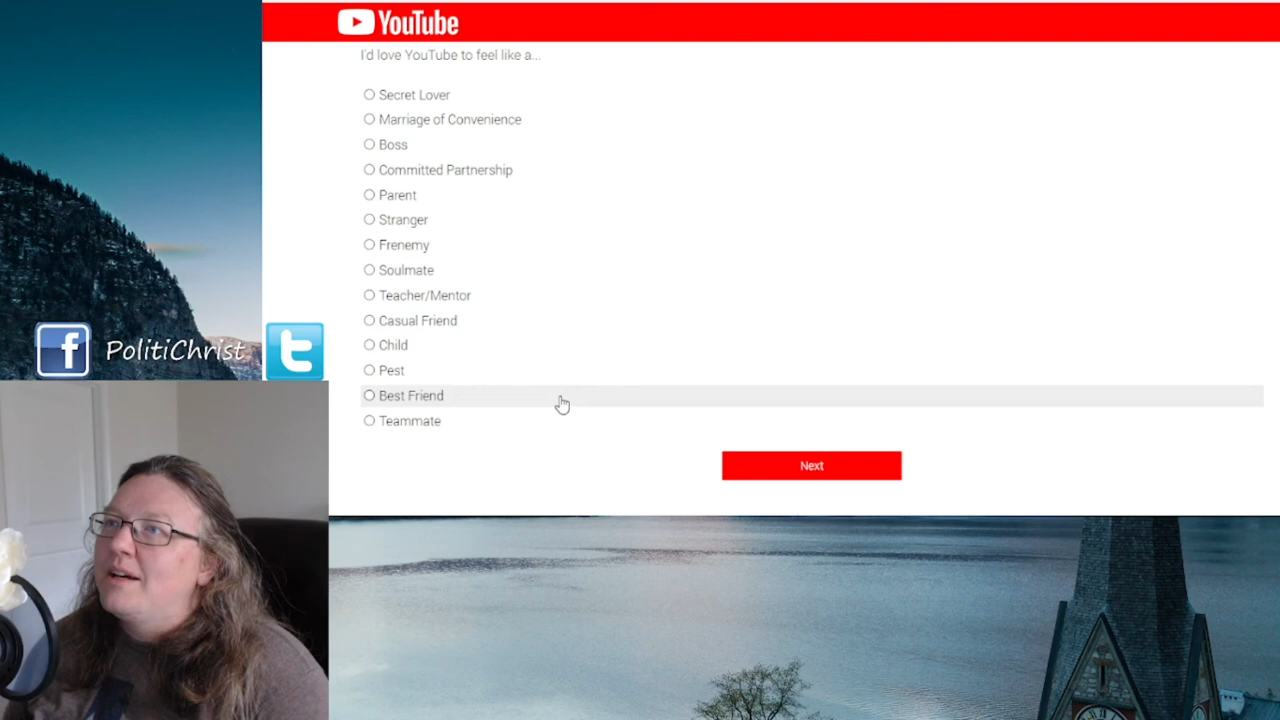 YouTube
I'd love YouTube to feel like a...
Secret Lover
Marriage of Convenience
Boss
Committed Partnership
Parent
Stranger
Frenemy
Soulmate
Teacher/Mentor
Casual Friend
Child
Pest
Best Friend
Teammate
Next
f PolitiChrist t